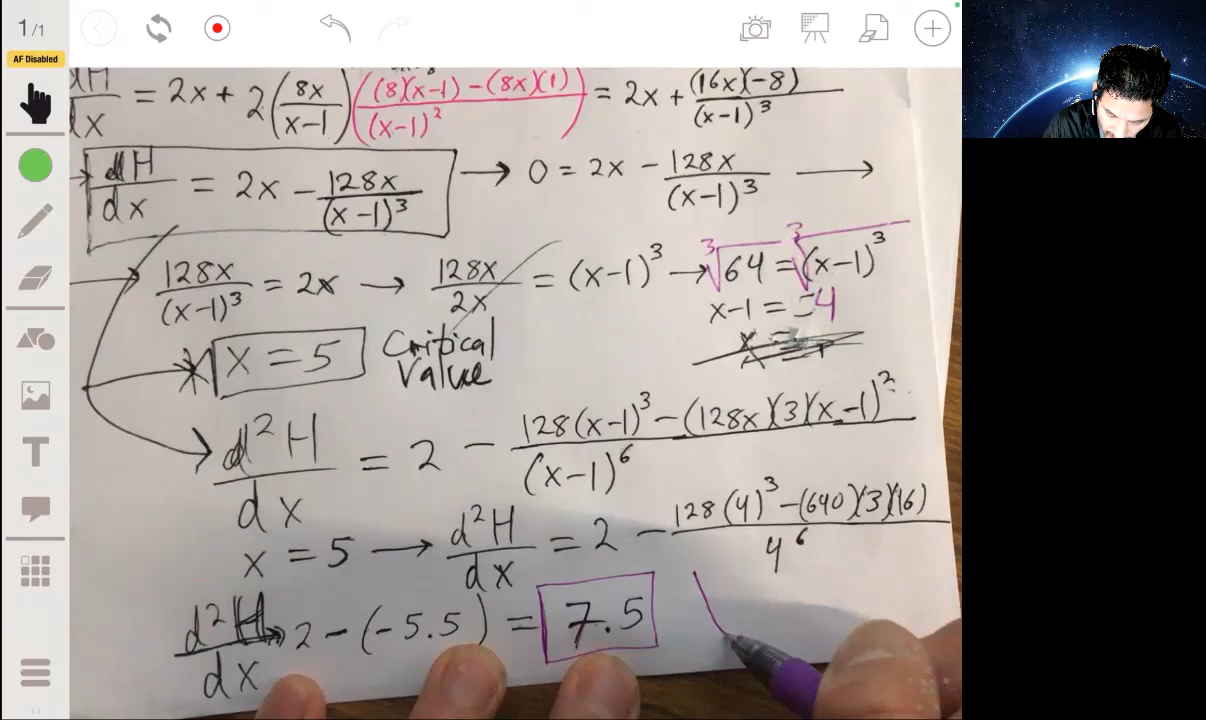 1/1
AF Disabled
dH/dx = 2x + 2(8x/(x-1))(((8)(x-1) - (8x)(1))/(x-1)^2) = 2x + (16x)(-8)/(x-1)^3
dH/dx = 2x - 128x/(x-1)^3 → 0 = 2x - 128x/(x-1)^3 →
→ 128x/(x-1)^3 = 2x → 128x/2x = (x-1)^3 → ∛64 = ∛(x-1)^3
x-1 = 4
x = 5 Critical Value
d²H/dx = 2 - (128(x-1)^3 - (128x)(3)(x-1)^2)/(x-1)^6
x = 5 → d²H/dx = 2 - (128(4)^3 - (640)(3)(16))/4^6
d²H/dx 2 - (-5.5) = 7.5
T